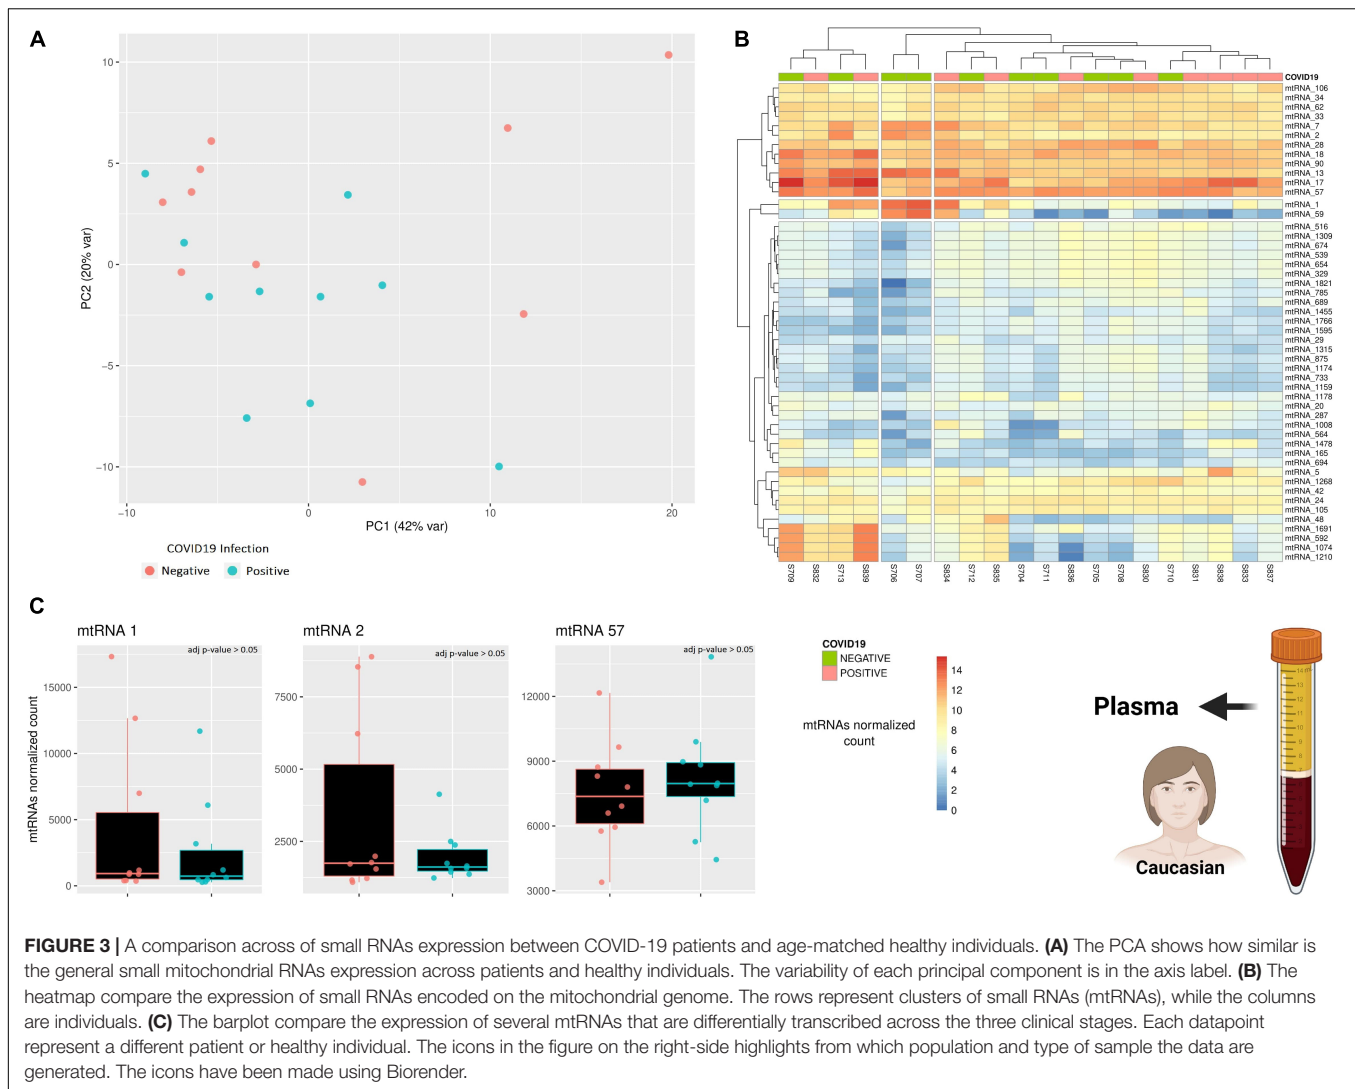 A
10
5
0
−5
−10
PC2 (20% var)
−10
0
10
20
PC1 (42% var)
COVID19 Infection
Negative
Positive
B
COVID19
mtRNA_106
mtRNA_34
mtRNA_62
mtRNA_33
mtRNA_7
mtRNA_2
mtRNA_28
mtRNA_18
mtRNA_90
mtRNA_13
mtRNA_17
mtRNA_57
mtRNA_1
mtRNA_59
mtRNA_516
mtRNA_1309
mtRNA_674
mtRNA_539
mtRNA_654
mtRNA_329
mtRNA_1821
mtRNA_785
mtRNA_689
mtRNA_1455
mtRNA_1766
mtRNA_1595
mtRNA_29
mtRNA_1315
mtRNA_875
mtRNA_1174
mtRNA_733
mtRNA_1159
mtRNA_1178
mtRNA_20
mtRNA_287
mtRNA_1008
mtRNA_564
mtRNA_1478
mtRNA_165
mtRNA_694
mtRNA_5
mtRNA_1268
mtRNA_42
mtRNA_24
mtRNA_105
mtRNA_48
mtRNA_1691
mtRNA_592
mtRNA_1074
mtRNA_1210
S709
S832
S713
S839
S706
S707
S834
S712
S835
S704
S711
S836
S705
S708
S830
S710
S831
S838
S833
S837
C
mtRNA 1
adj p-value > 0.05
15000
10000
5000
0
mtRNAs normalized count
mtRNA 2
adj p-value > 0.05
7500
5000
2500
mtRNA 57
adj p-value > 0.05
12000
9000
6000
3000
COVID19
NEGATIVE
POSITIVE
mtRNAs normalized
count
14
12
10
8
6
4
2
0
Plasma
Caucasian
FIGURE 3 | A comparison across of small RNAs expression between COVID-19 patients and age-matched healthy individuals. (A) The PCA shows how similar is
the general small mitochondrial RNAs expression across patients and healthy individuals. The variability of each principal component is in the axis label. (B) The
heatmap compare the expression of small RNAs encoded on the mitochondrial genome. The rows represent clusters of small RNAs (mtRNAs), while the columns
are individuals. (C) The barplot compare the expression of several mtRNAs that are differentially transcribed across the three clinical stages. Each datapoint
represent a different patient or healthy individual. The icons in the figure on the right-side highlights from which population and type of sample the data are
generated. The icons have been made using Biorender.